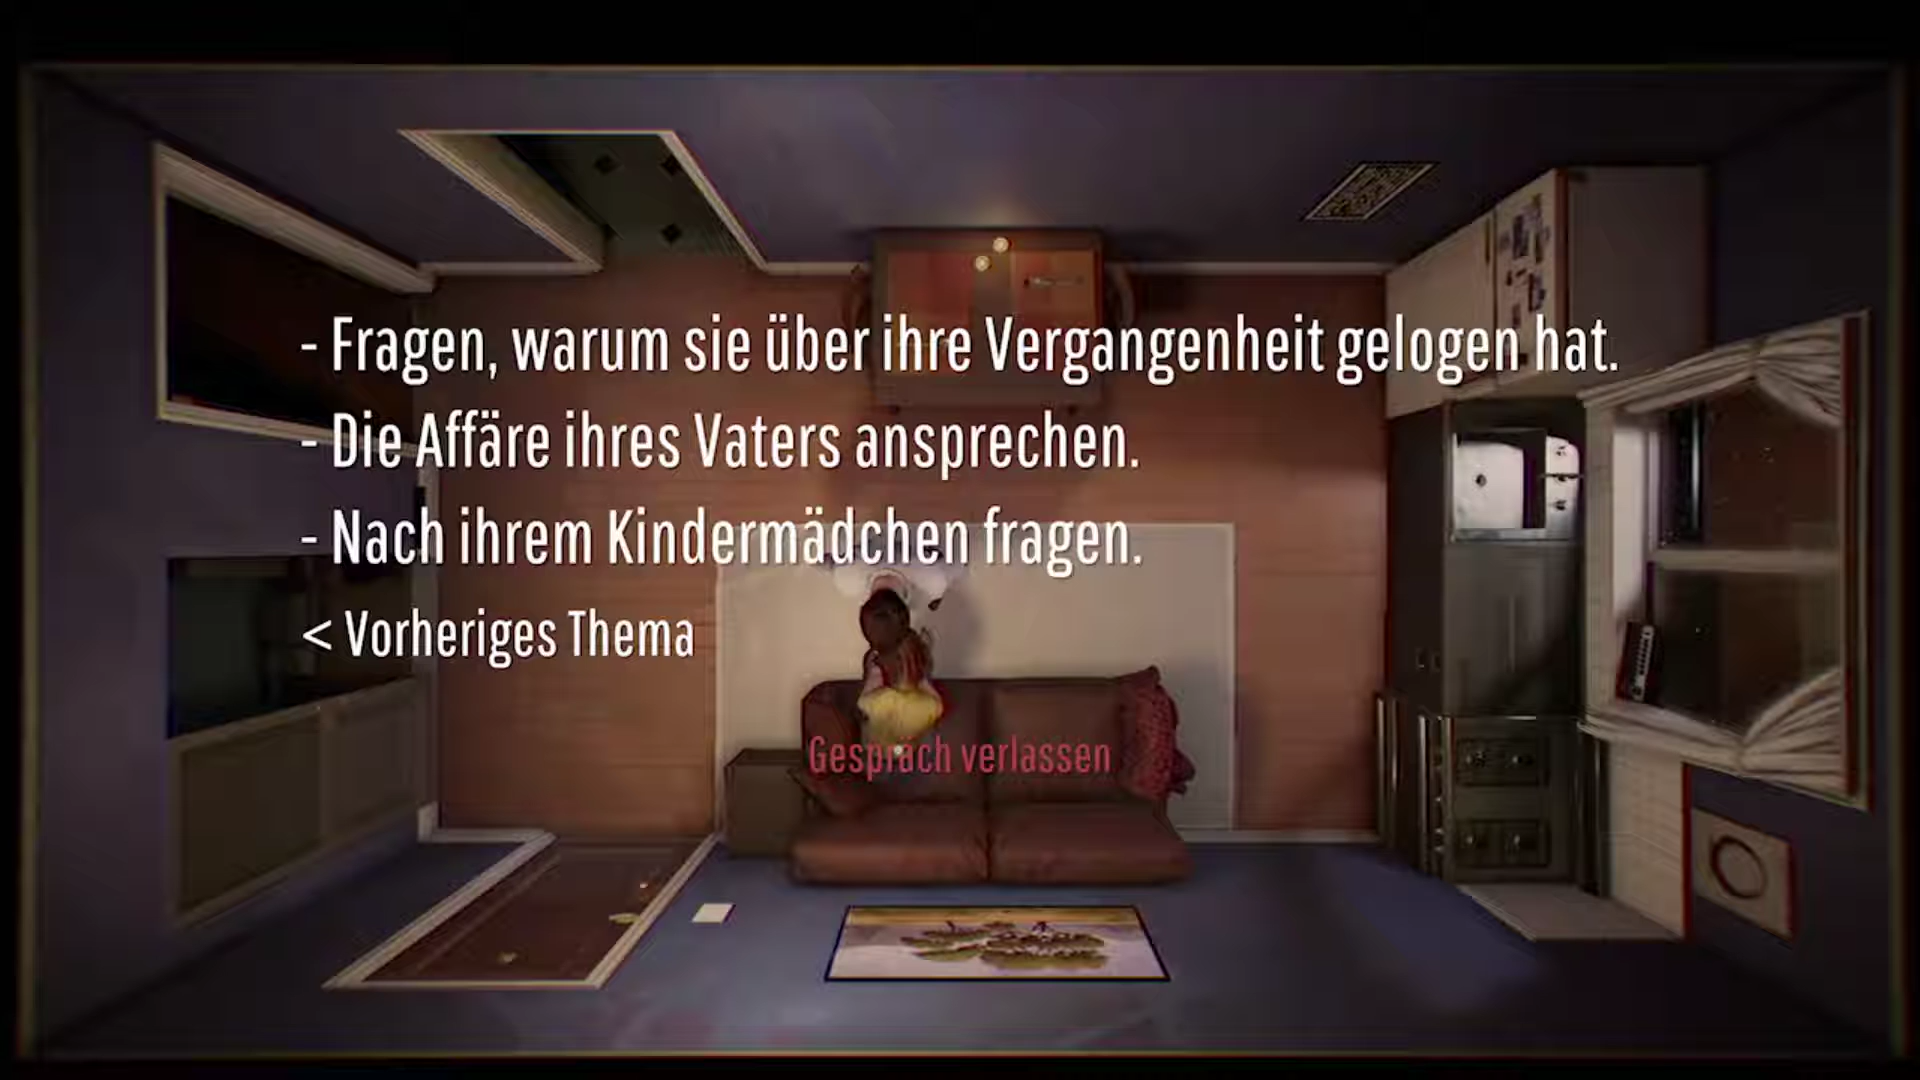 - Fragen, warum sie über ihre Vergangenheit gelogen hat.
- Die Affäre ihres Vaters ansprechen.
- Nach ihrem Kindermädchen fragen.
< Vorheriges Thema
Gespräch verlassen